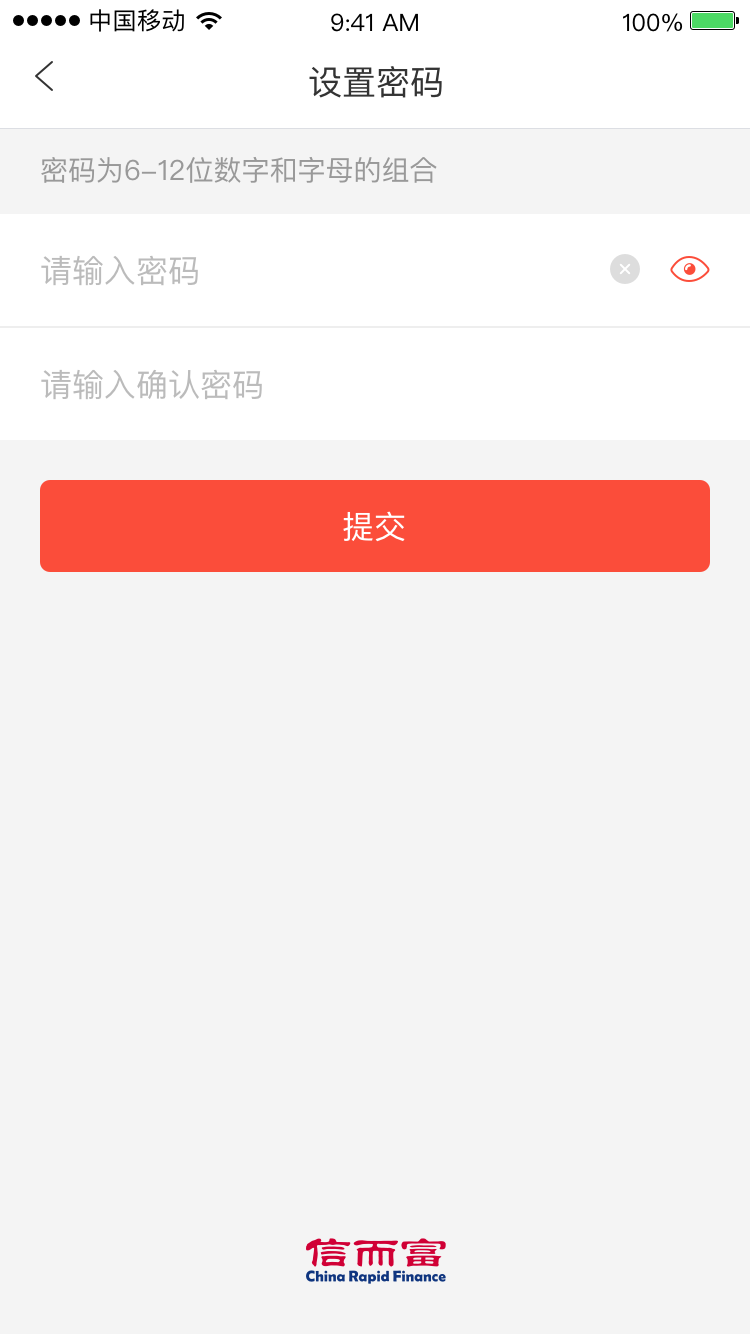 中国移动 9:41 AM 100%
设置密码
密码为6-12位数字和字母的组合
请输入密码
请输入确认密码
提交
信而富
China Rapid Finance